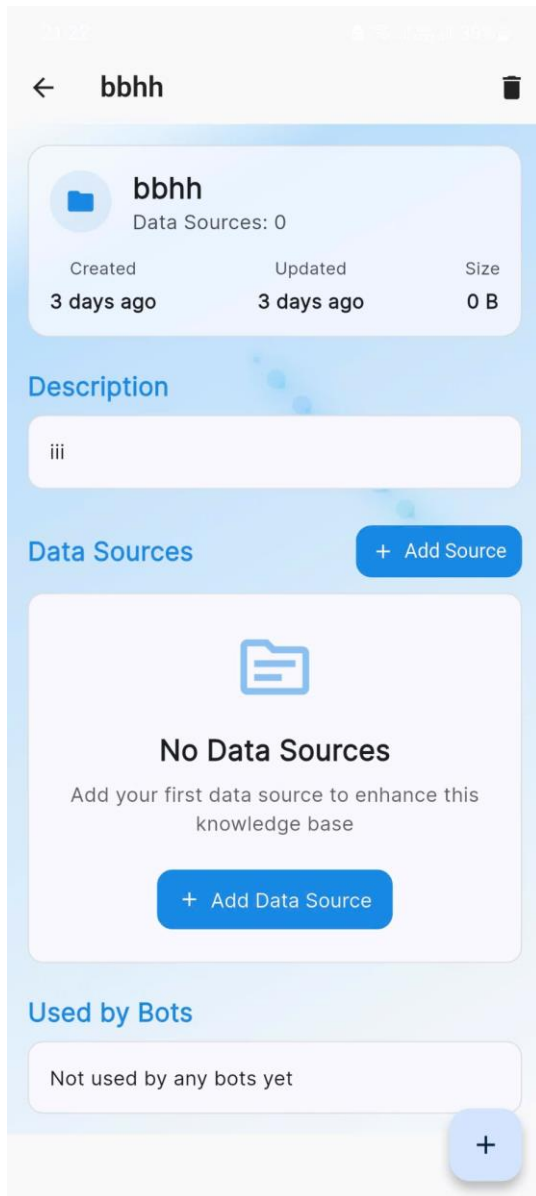 bbhh
bbhh
Data Sources: 0
Created Updated Size
3 days ago 3 days ago 0 B
Description
iii
Data Sources
+ Add Source
No Data Sources
Add your first data source to enhance this
knowledge base
+ Add Data Source
Used by Bots
Not used by any bots yet
+